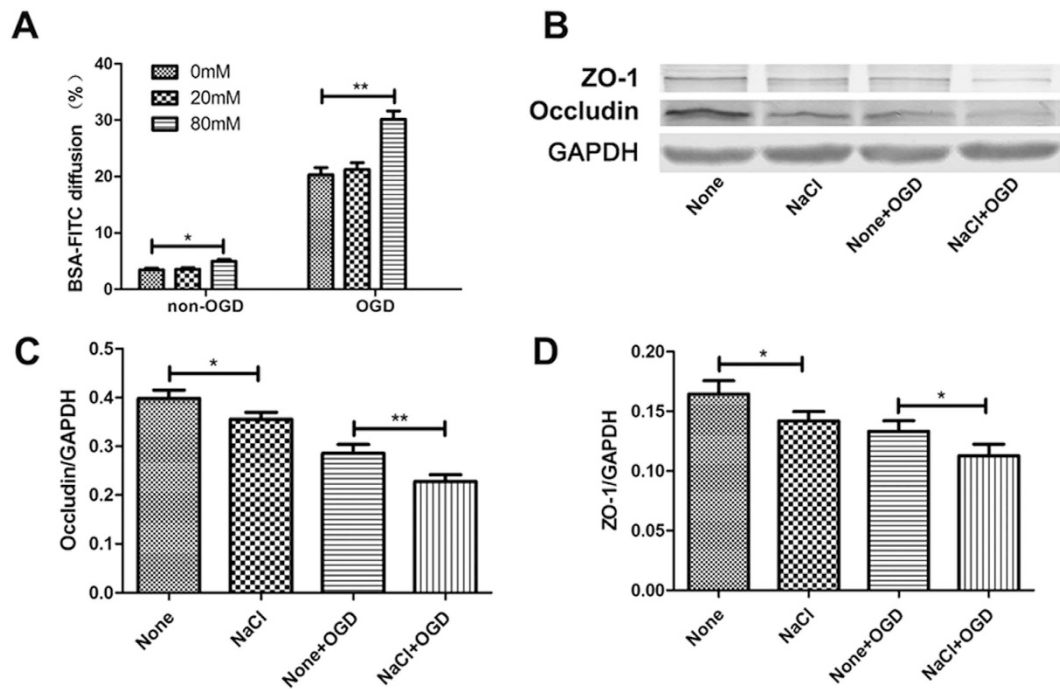 A
BSA-FITC diffusion (%)
40
30
20
10
0
0mM
20mM
80mM
*
**
non-OGD
OGD
B
ZO-1
Occludin
GAPDH
None
NaCl
None+OGD
NaCl+OGD
C
Occludin/GAPDH
0.5
0.4
0.3
0.2
0.1
0.0
*
**
None
NaCl
None+OGD
NaCl+OGD
D
ZO-1/GAPDH
0.20
0.15
0.10
0.05
0.00
*
*
None
NaCl
None+OGD
NaCl+OGD